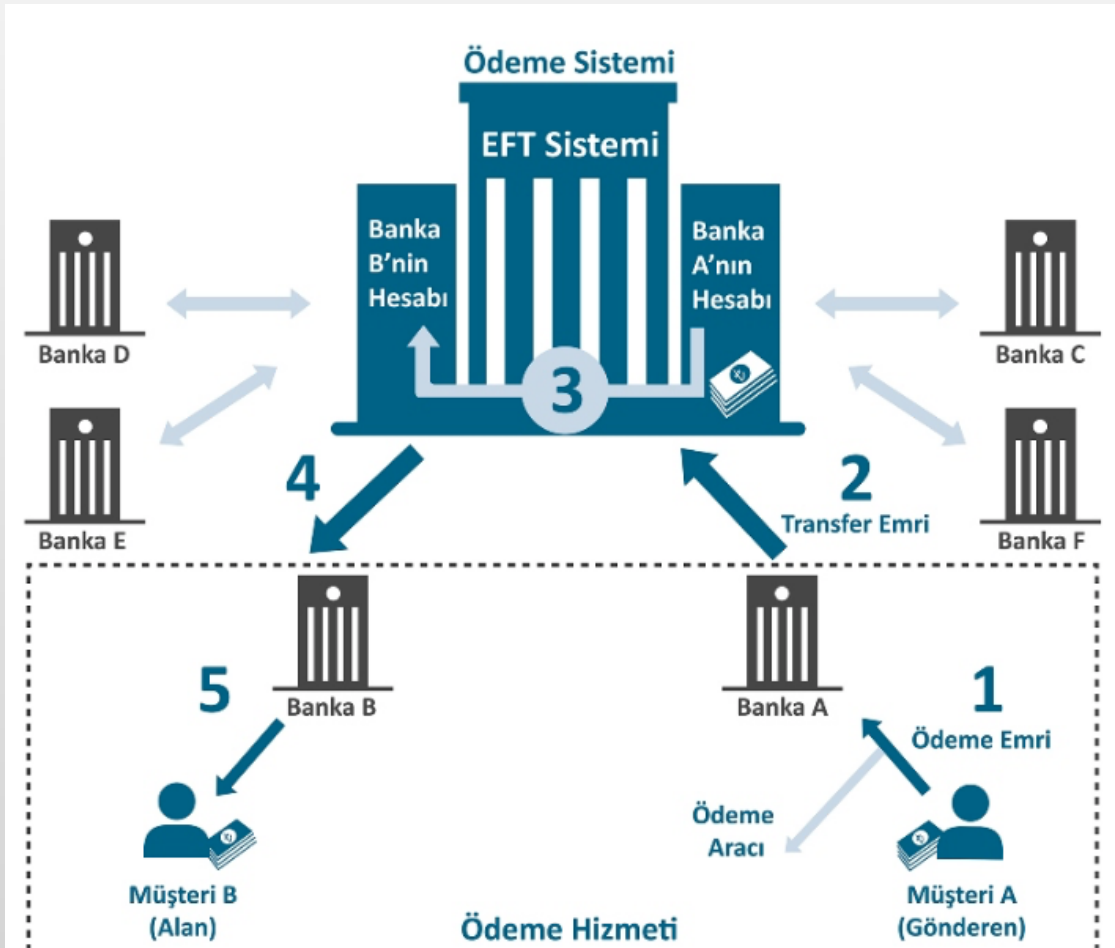 Ödeme Sistemi
EFT Sistemi
Banka
B'nin
Hesabı
Banka
A'nın
Hesabı
3
Banka D
Banka C
Banka E
Banka F
4
2
Transfer Emri
Banka B
Banka A
5
1
Ödeme Emri
Ödeme
Aracı
Müşteri B
(Alan)
Müşteri A
(Gönderen)
Ödeme Hizmeti